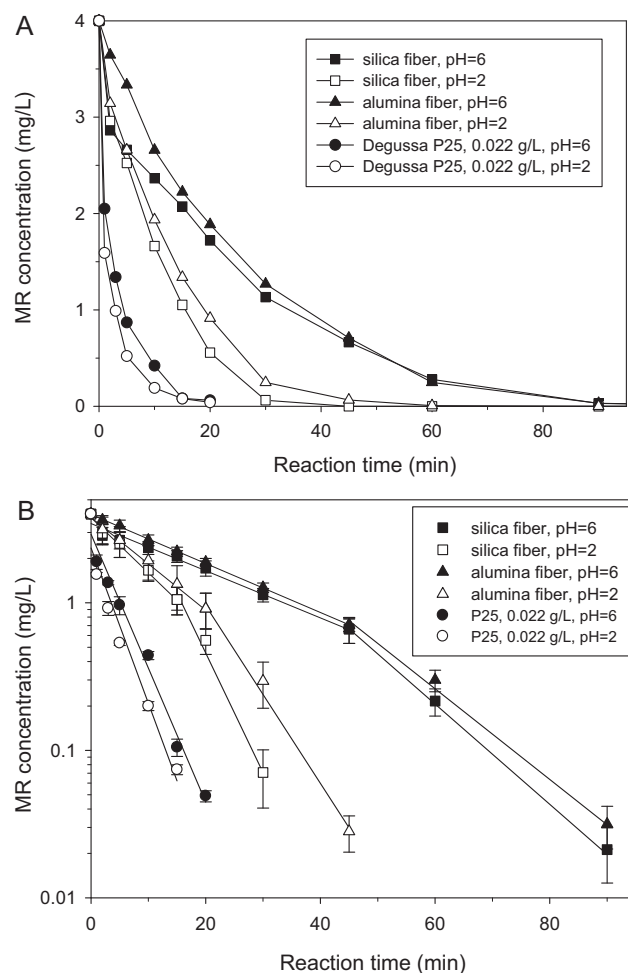 A
4
3
2
1
0
MR concentration (mg/L)
silica fiber, pH=6
silica fiber, pH=2
alumina fiber, pH=6
alumina fiber, pH=2
Degussa P25, 0.022 g/L, pH=6
Degussa P25, 0.022 g/L, pH=2
0 20 40 60 80
Reaction time (min)
B
1
0.1
0.01
MR concentration (mg/L)
silica fiber, pH=6
silica fiber, pH=2
alumina fiber, pH=6
alumina fiber, pH=2
P25, 0.022 g/L, pH=6
P25, 0.022 g/L, pH=2
0 20 40 60 80
Reaction time (min)